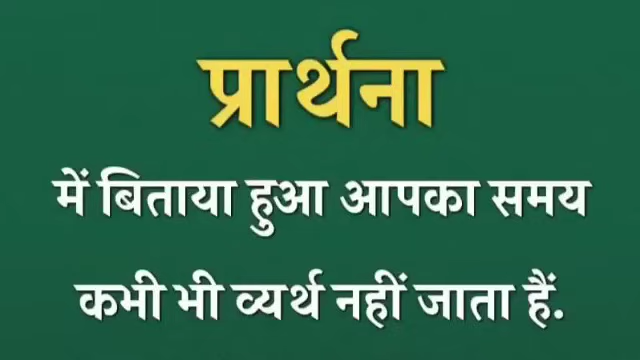 प्रार्थना
में बिताया हुआ आपका समय
कभी भी व्यर्थ नहीं जाता हैं.